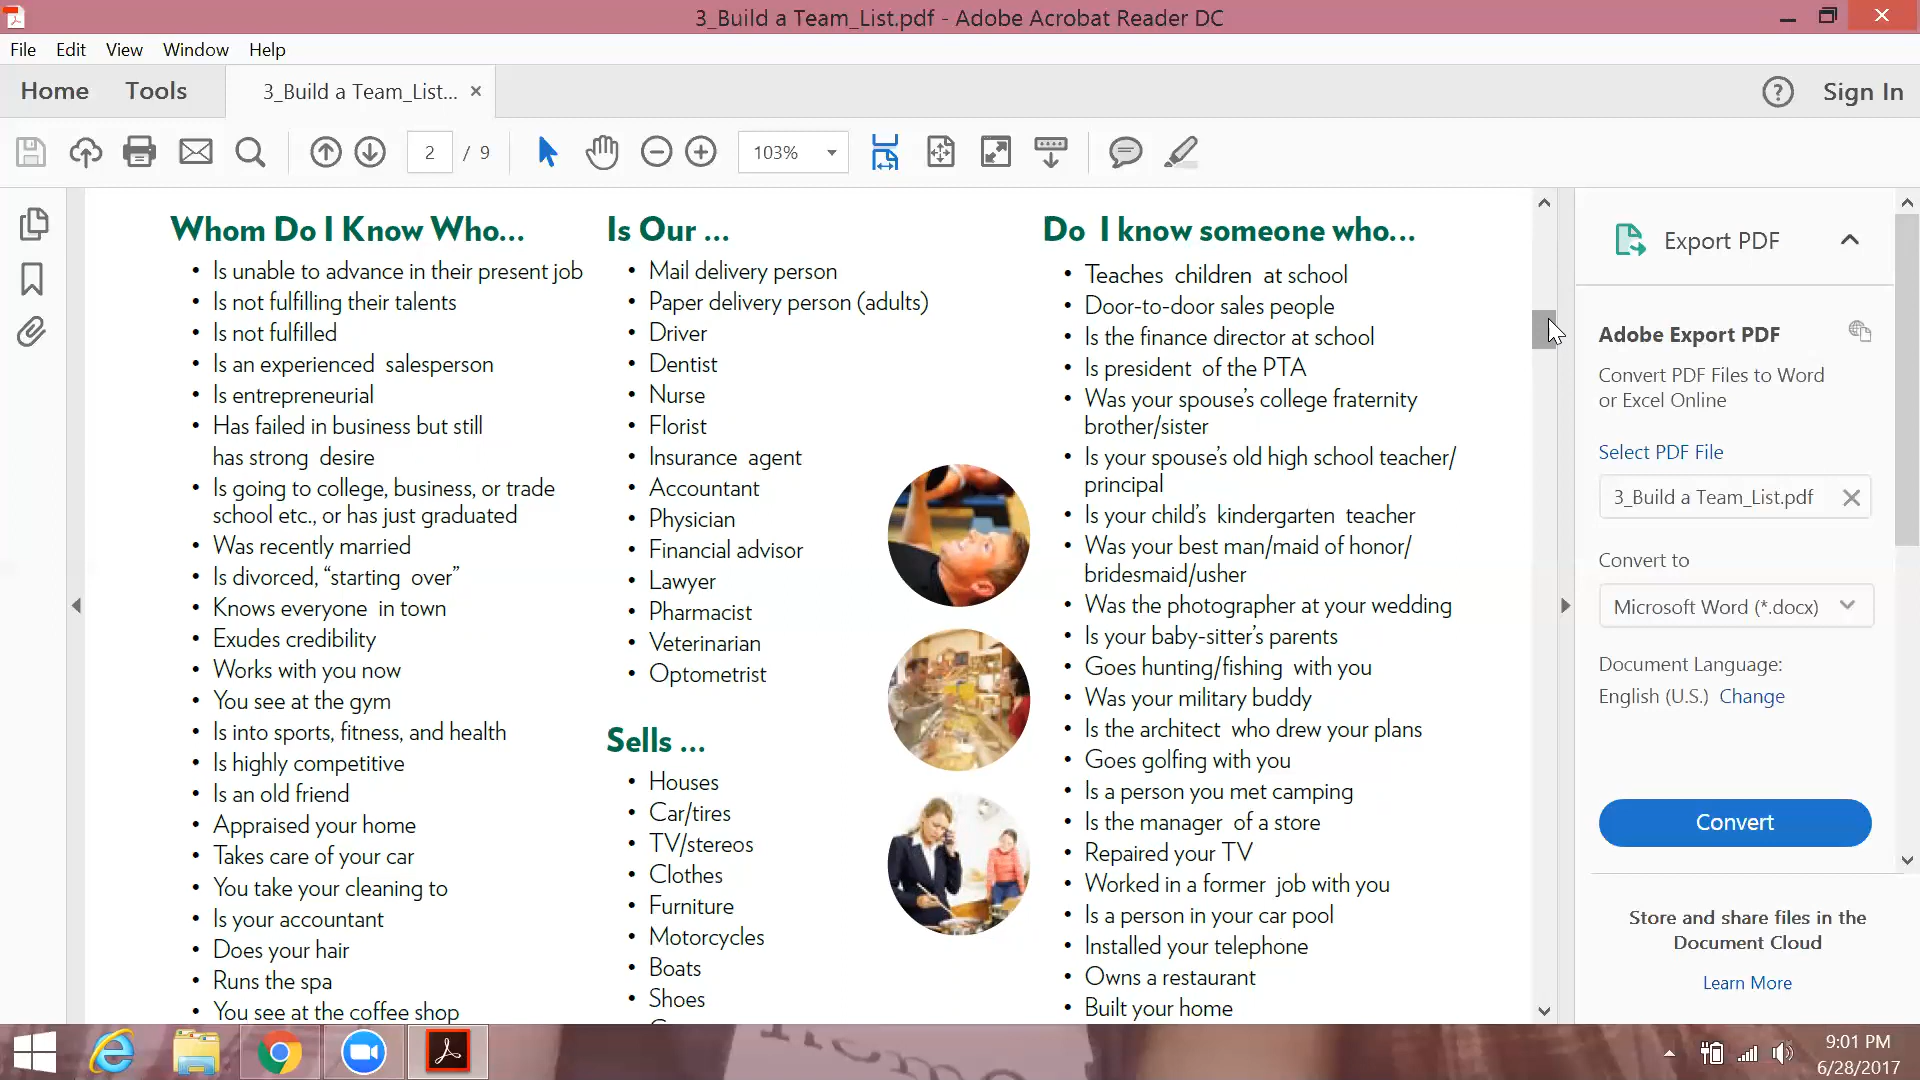 3_Build a Team_List.pdf - Adobe Acrobat Reader DC
File Edit View Window Help
Home Tools 3_Build a Team_List... × ? Sign In
2 / 9 103%
Whom Do I Know Who...
• Is unable to advance in their present job
• Is not fulfilling their talents
• Is not fulfilled
• Is an experienced salesperson
• Is entrepreneurial
• Has failed in business but still
has strong desire
• Is going to college, business, or trade
school etc., or has just graduated
• Was recently married
• Is divorced, “starting over”
• Knows everyone in town
• Exudes credibility
• Works with you now
• You see at the gym
• Is into sports, fitness, and health
• Is highly competitive
• Is an old friend
• Appraised your home
• Takes care of your car
• You take your cleaning to
• Is your accountant
• Does your hair
• Runs the spa
• You see at the coffee shop
Is Our ...
• Mail delivery person
• Paper delivery person (adults)
• Driver
• Dentist
• Nurse
• Florist
• Insurance agent
• Accountant
• Physician
• Financial advisor
• Lawyer
• Pharmacist
• Veterinarian
• Optometrist
Sells ...
• Houses
• Car/tires
• TV/stereos
• Clothes
• Furniture
• Motorcycles
• Boats
• Shoes
Do I know someone who...
• Teaches children at school
• Door-to-door sales people
• Is the finance director at school
• Is president of the PTA
• Was your spouse’s college fraternity
brother/sister
• Is your spouse’s old high school teacher/
principal
• Is your child’s kindergarten teacher
• Was your best man/maid of honor/
bridesmaid/usher
• Was the photographer at your wedding
• Is your baby-sitter’s parents
• Goes hunting/fishing with you
• Was your military buddy
• Is the architect who drew your plans
• Goes golfing with you
• Is a person you met camping
• Is the manager of a store
• Repaired your TV
• Worked in a former job with you
• Is a person in your car pool
• Installed your telephone
• Owns a restaurant
• Built your home
Export PDF
Adobe Export PDF
Convert PDF Files to Word
or Excel Online
Select PDF File
3_Build a Team_List.pdf
Convert to
Microsoft Word (*.docx)
Document Language:
English (U.S.) Change
Convert
Store and share files in the
Document Cloud
Learn More
9:01 PM
6/28/2017